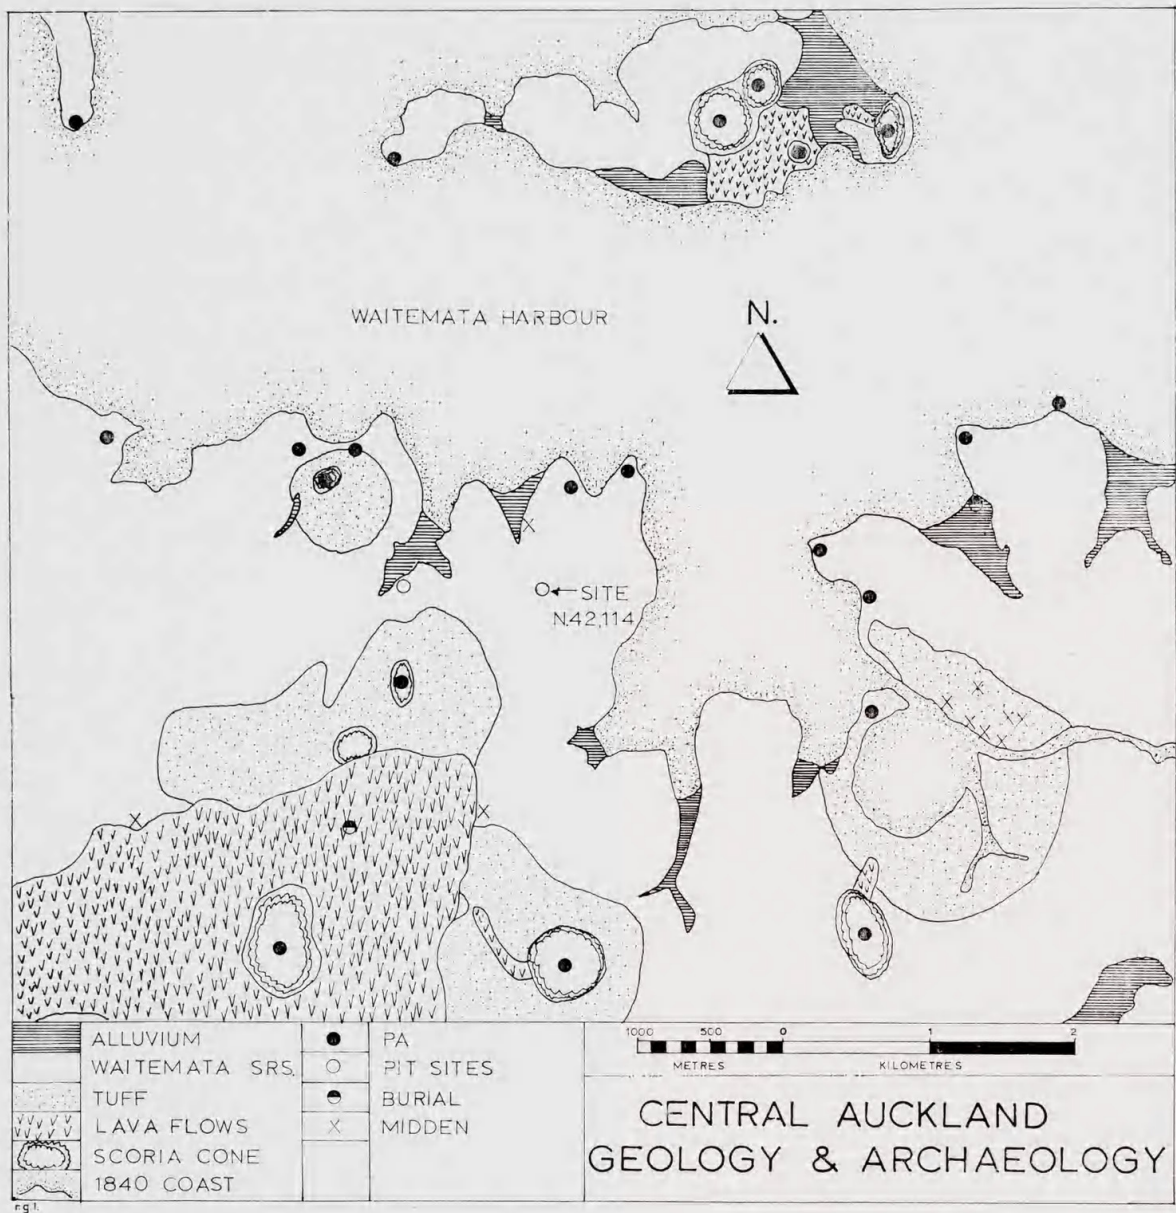 WAITEMATA HARBOUR
N.
SITE
N.42,114
ALLUVIUM
WAITEMATA SRS.
TUFF
LAVA FLOWS
SCORIA CONE
1840 COAST
PA
PIT SITES
BURIAL
MIDDEN
1000 500 0 1 2
METRES KILOMETRES
CENTRAL AUCKLAND
GEOLOGY & ARCHAEOLOGY
r.g.l.